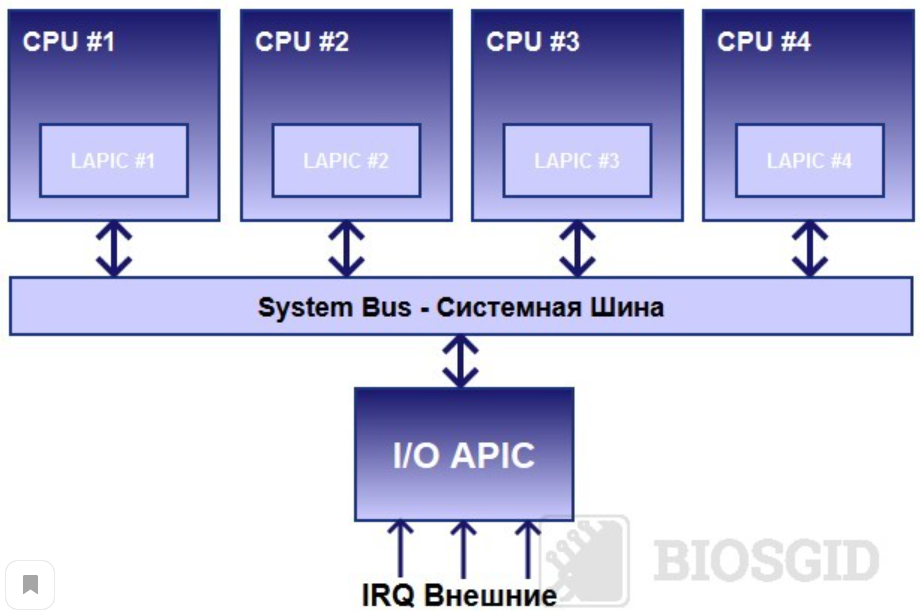 CPU #1
CPU #2
CPU #3
CPU #4
LAPIC #1
LAPIC #2
LAPIC #3
LAPIC #4
System Bus - Системная Шина
I/O APIC
IRQ Внешние
BIOSGID